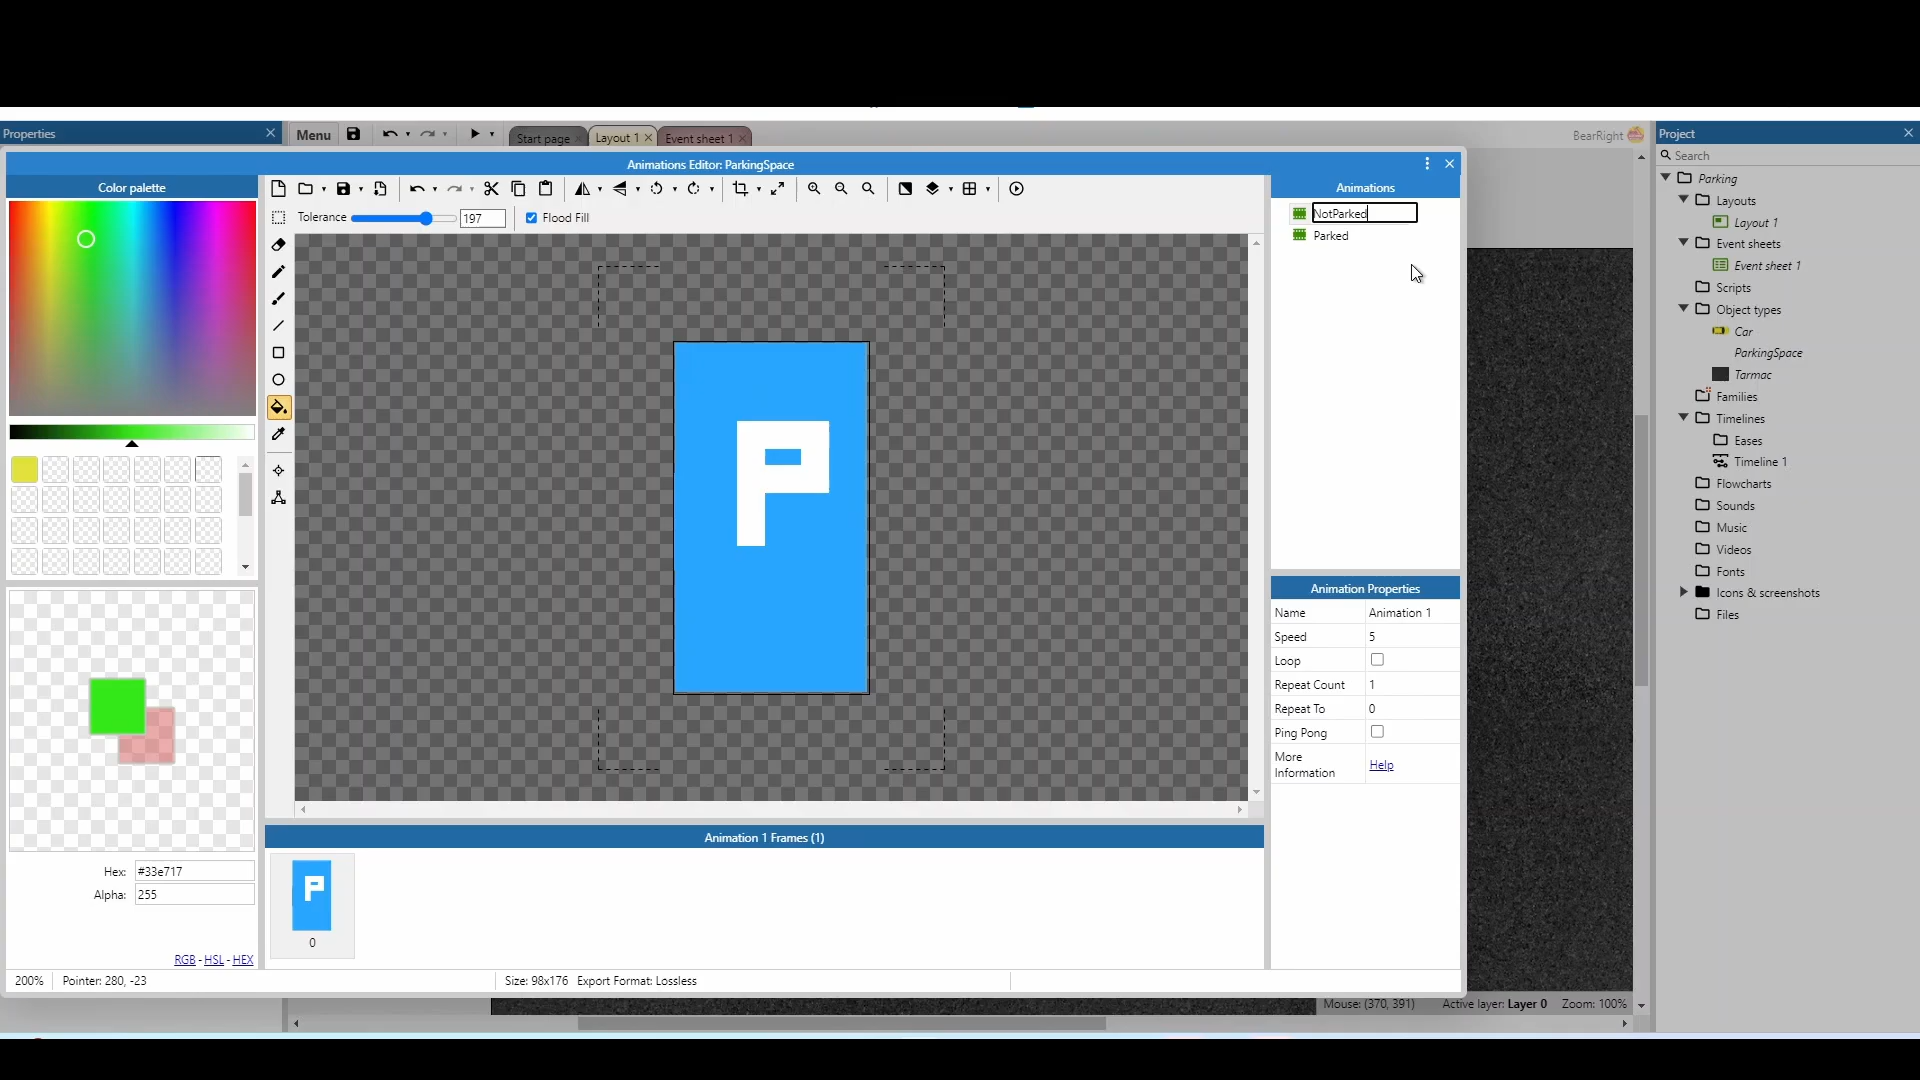 Properties
Menu
Start page
Layout 1
Event sheet 1
BearRight
Project
Animations Editor: ParkingSpace
Search
Color palette
Animations
Parking
Tolerance
197
Flood Fill
NotParked
Parked
Layouts
Layout 1
Event sheets
Event sheet 1
Scripts
Object types
Car
ParkingSpace
Tarmac
Families
Timelines
Eases
Timeline 1
Flowcharts
Sounds
Music
Videos
Fonts
Icons & screenshots
Files
P
Animation Properties
Name
Animation 1
Speed
5
Loop
Repeat Count
1
Repeat To
0
Ping Pong
More
Information
Help
Animation 1 Frames (1)
P
0
Hex:
#33e717
Alpha:
255
RGB - HSL - HEX
200%
Pointer: 280, -23
Size: 98x176 Export Format: Lossless
Mouse: (370, 391)
Active layer: Layer 0
Zoom: 100%